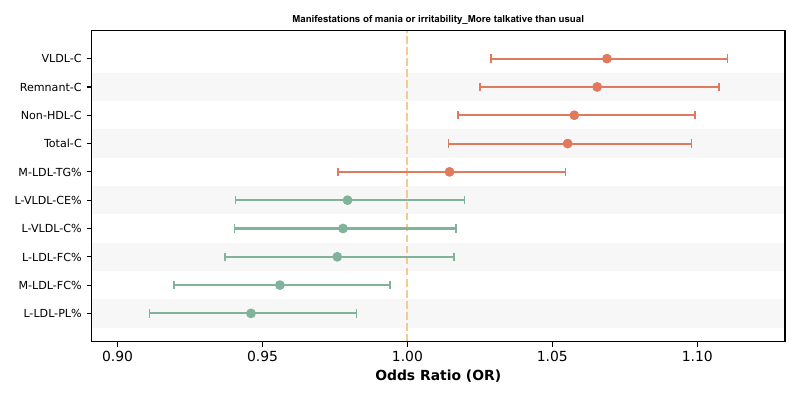 Manifestations of mania or irritability_More talkative than usual
VLDL-C
Remnant-C
Non-HDL-C
Total-C
M-LDL-TG%
L-VLDL-CE%
L-VLDL-C%
L-LDL-FC%
M-LDL-FC%
L-LDL-PL%
0.90 0.95 1.00 1.05 1.10
Odds Ratio (OR)